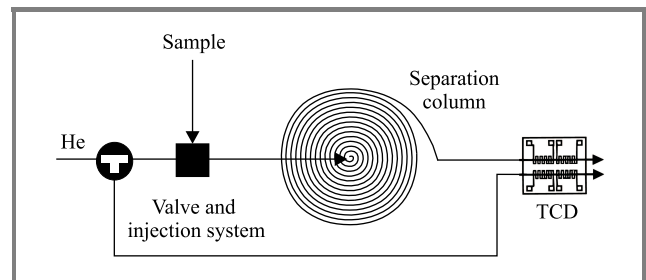 Sample
Separation
column
He
Valve and
injection system
TCD